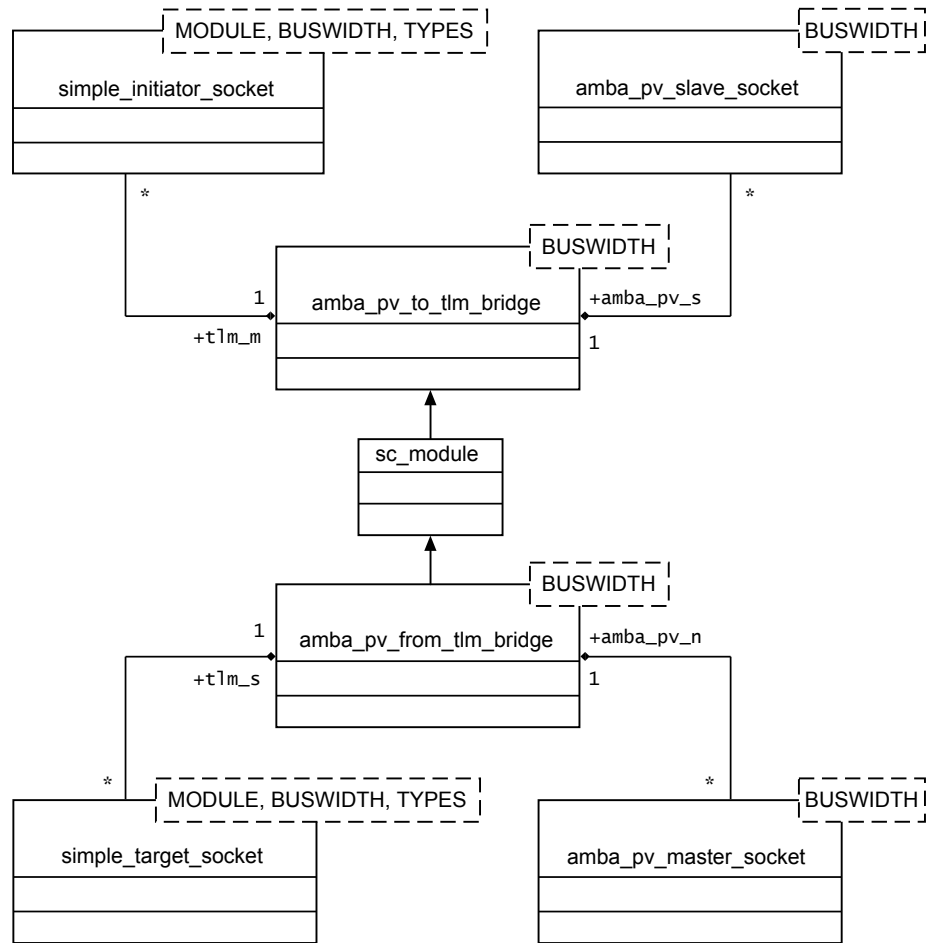 MODULE, BUSWIDTH, TYPES
BUSWIDTH
simple_initiator_socket
amba_pv_slave_socket
*
*
BUSWIDTH
1
amba_pv_to_tlm_bridge
+amba_pv_s
+tlm_m
1
sc_module
BUSWIDTH
1
amba_pv_from_tlm_bridge
+amba_pv_n
+tlm_s
1
*
*
MODULE, BUSWIDTH, TYPES
BUSWIDTH
simple_target_socket
amba_pv_master_socket